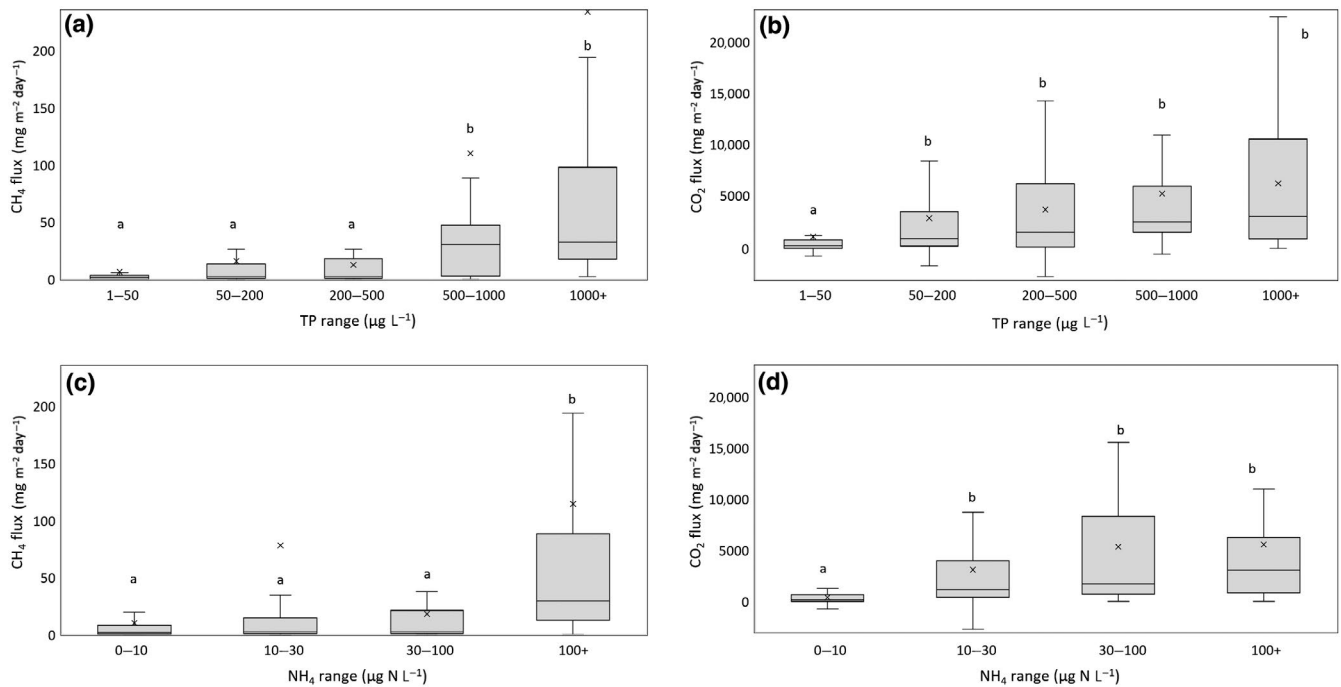 (a)
CH₄ flux (mg m⁻² day⁻¹)
200
150
100
50
0
a
a
a
b
b
1–50
50–200
200–500
500–1000
1000+
TP range (µg L⁻¹)
(b)
CO₂ flux (mg m⁻² day⁻¹)
20,000
15,000
10,000
5000
0
a
b
b
b
b
1–50
50–200
200–500
500–1000
1000+
TP range (µg L⁻¹)
(c)
CH₄ flux (mg m⁻² day⁻¹)
200
150
100
50
0
a
a
a
b
0–10
10–30
30–100
100+
NH₄ range (µg N L⁻¹)
(d)
CO₂ flux (mg m⁻² day⁻¹)
20,000
15,000
10,000
5000
0
a
b
b
b
0–10
10–30
30–100
100+
NH₄ range (µg N L⁻¹)